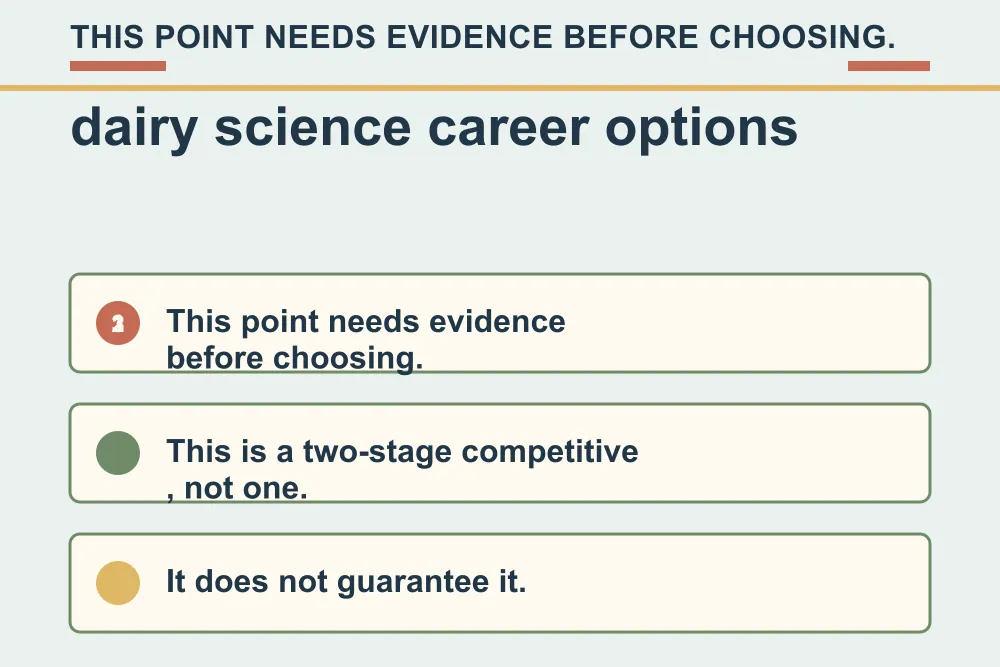 THIS POINT NEEDS EVIDENCE BEFORE CHOOSING.
dairy science career options
This point needs evidence
before choosing.
This is a two-stage competitive
, not one.
It does not guarantee it.